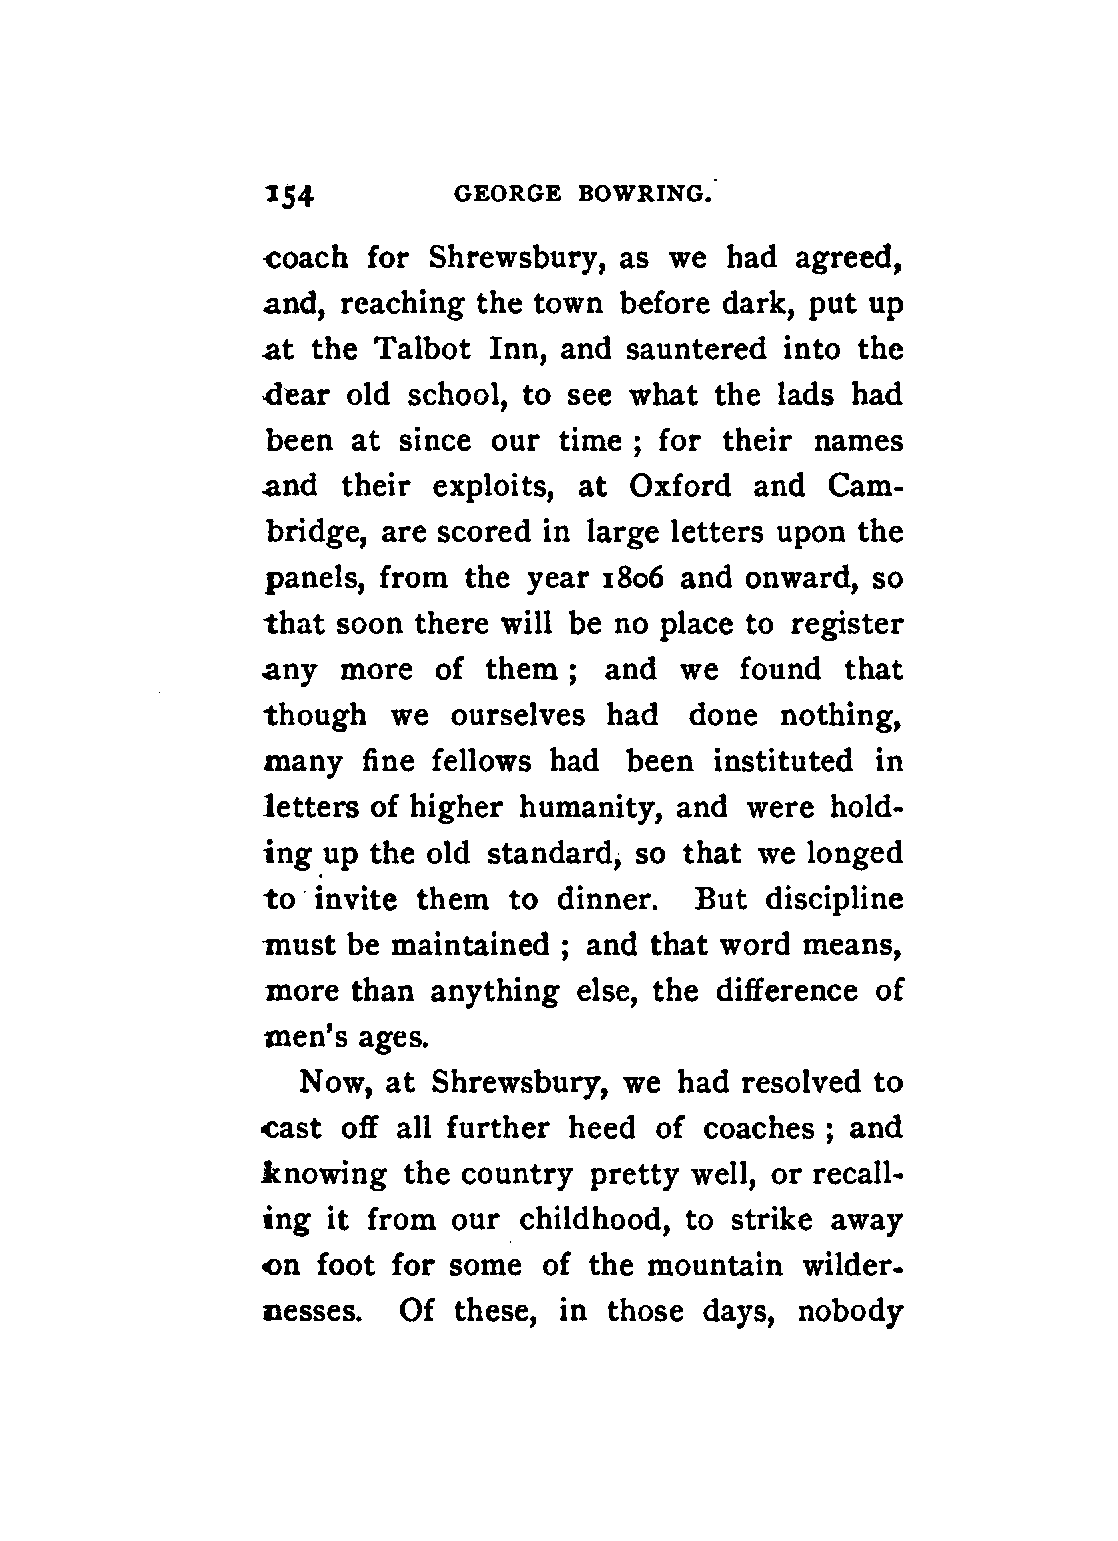 154 GEORGE BOWRING.
coach for Shrewsbury, as we had agreed,
and, reaching the town before dark, put up
at the Talbot Inn, and sauntered into the
dear old school, to see what the lads had
been at since our time ; for their names
and their exploits, at Oxford and Cam-
bridge, are scored in large letters upon the
panels, from the year 1806 and onward, so
that soon there will be no place to register
any more of them ; and we found that
though we ourselves had done nothing,
many fine fellows had been instituted in
letters of higher humanity, and were hold-
ing up the old standard, so that we longed
to invite them to dinner. But discipline
must be maintained ; and that word means,
more than anything else, the difference of
men's ages.
Now, at Shrewsbury, we had resolved to
cast off all further heed of coaches ; and
knowing the country pretty well, or recall-
ing it from our childhood, to strike away
on foot for some of the mountain wilder-
nesses. Of these, in those days, nobody